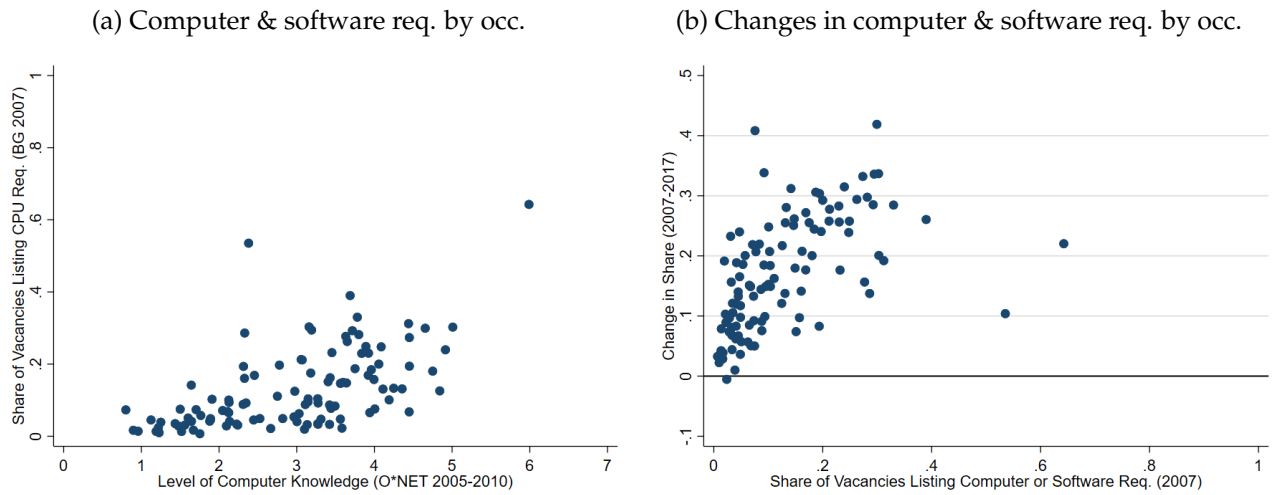 (a) Computer & software req. by occ.
Share of Vacancies Listing CPU Req. (BG 2007)
1
.8
.6
.4
.2
0
0 1 2 3 4 5 6 7
Level of Computer Knowledge (O*NET 2005-2010)
(b) Changes in computer & software req. by occ.
Change in Share (2007-2017)
.5
.4
.3
.2
.1
0
-.1
0 .2 .4 .6 .8 1
Share of Vacancies Listing Computer or Software Req. (2007)